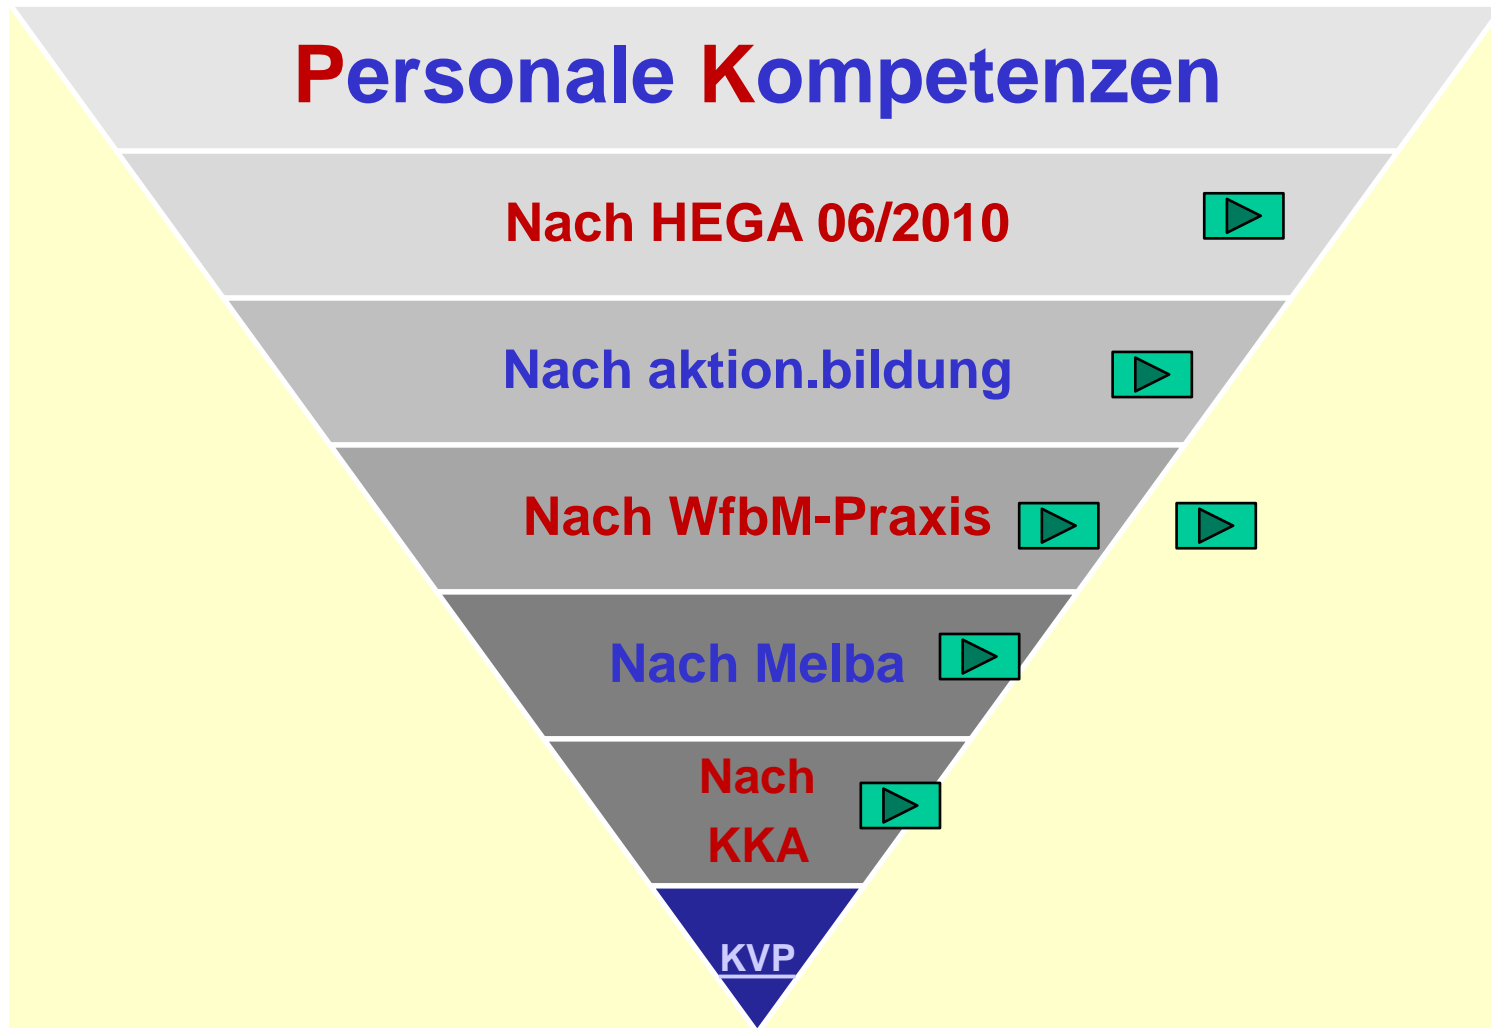 Personale Kompetenzen
Nach HEGA 06/2010
Nach aktion.bildung
Nach WfbM-Praxis
Nach Melba
Nach
KKA
KVP